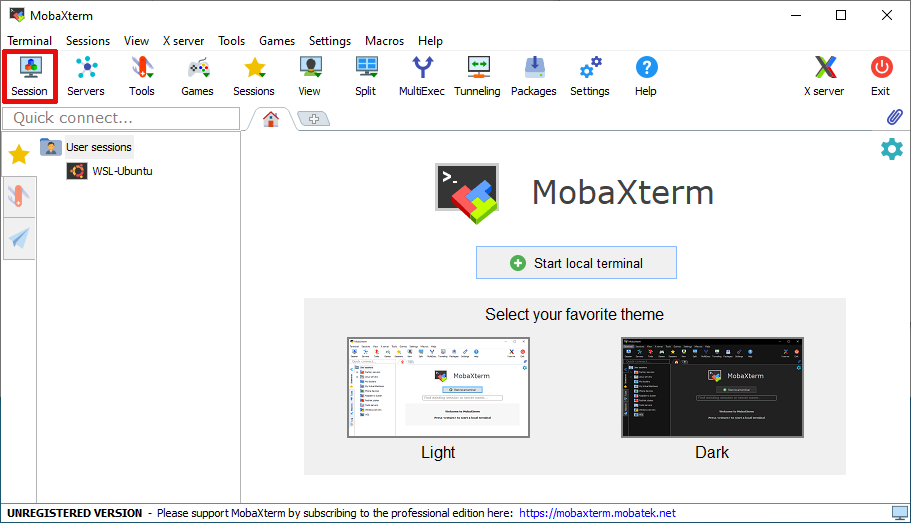 MobaXterm
Terminal Sessions View X server Tools Games Settings Macros Help
Session Servers Tools Games Sessions View Split MultiExec Tunneling Packages Settings Help X server Exit
Quick connect...
User sessions
WSL-Ubuntu
>_
MobaXterm
Start local terminal
Select your favorite theme
MobaXterm
MobaXterm
Light
Dark
UNREGISTERED VERSION - Please support MobaXterm by subscribing to the professional edition here: https://mobaxterm.mobatek.net